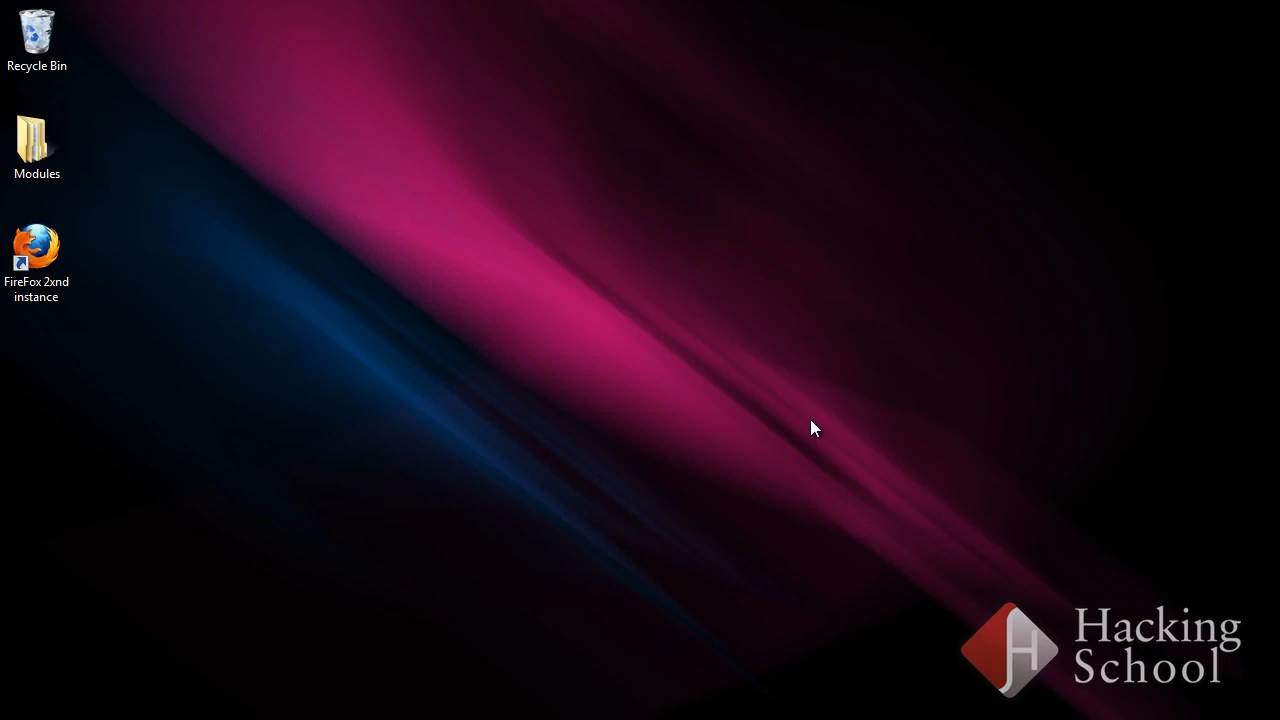 Recycle Bin
Modules
FireFox 2xnd
instance
Hacking
School